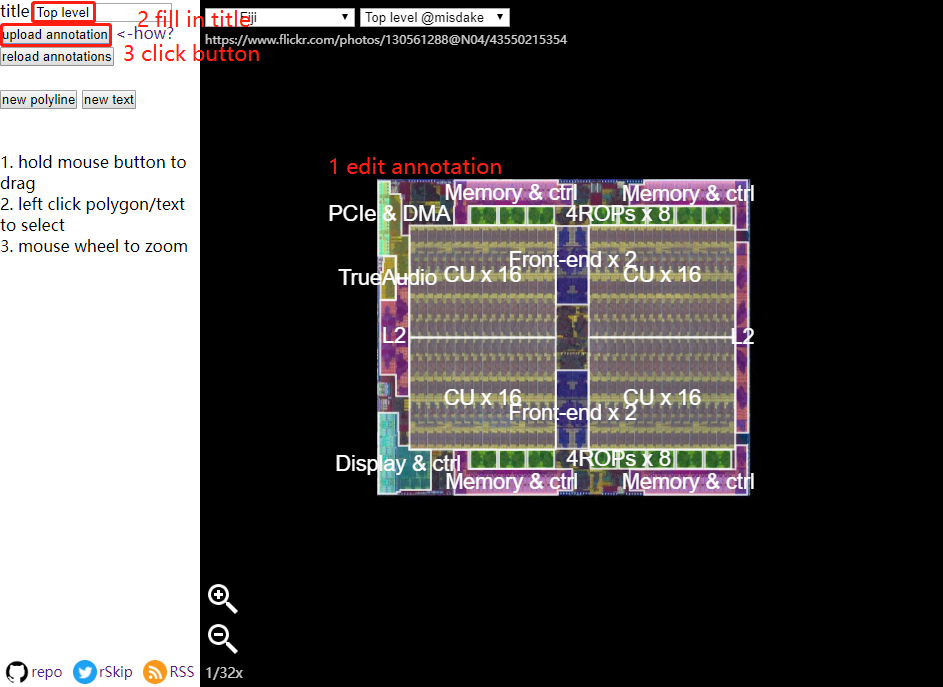 title Top level
2 fill in title
upload annotation <-how?
reload annotations 3 click button
new polyline new text
1. hold mouse button to
drag
2. left click polygon/text
to select
3. mouse wheel to zoom
repo rSkip RSS
Fiji Top level @misdake
https://www.flickr.com/photos/130561288@N04/43550215354
1 edit annotation
Memory & ctrl Memory & ctrl
PCIe & DMA 4ROPs x 8
Front-end x 2
TrueAudio CU x 16 CU x 16
L2 L2
CU x 16 CU x 16
Front-end x 2
Display & ctrl 4ROPs x 8
Memory & ctrl Memory & ctrl
1/32x